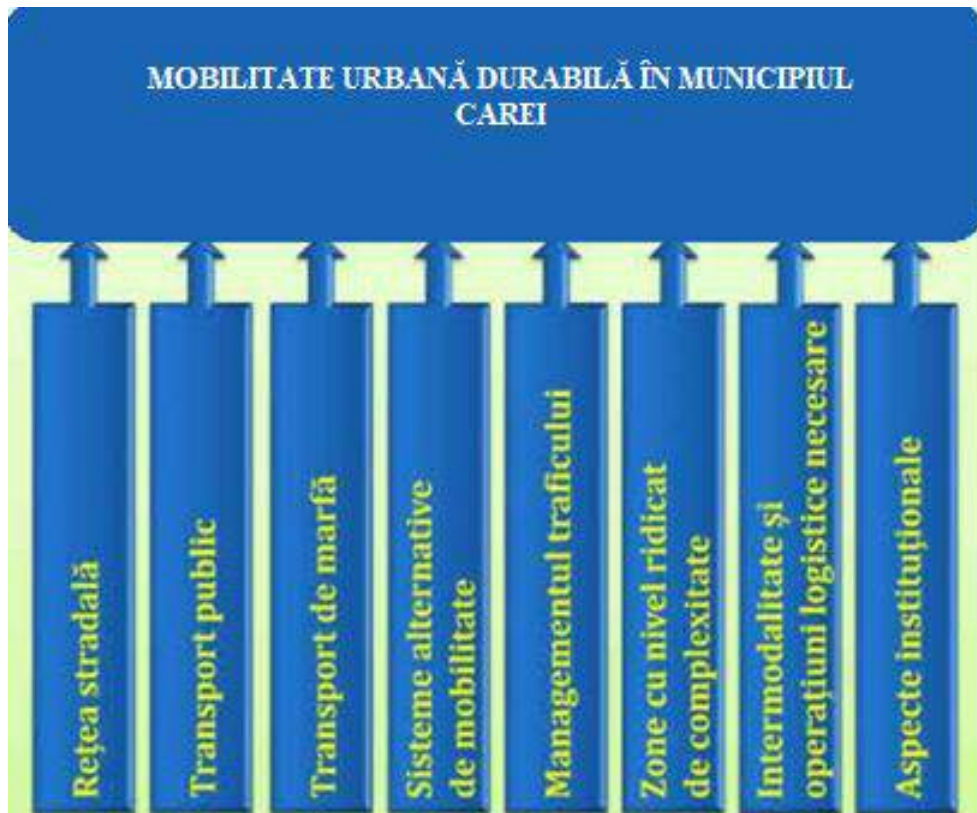 MOBILITATE URBANĂ DURABILĂ ÎN MUNICIPIUL
CAREI
Rețea stradală
Transport public
Transport de marfă
Sisteme alternative
de mobilitate
Managementul traficului
Zone cu nivel ridicat
de complexitate
Intermodalitate și
operațiuni logistice necesare
Aspecte instituționale